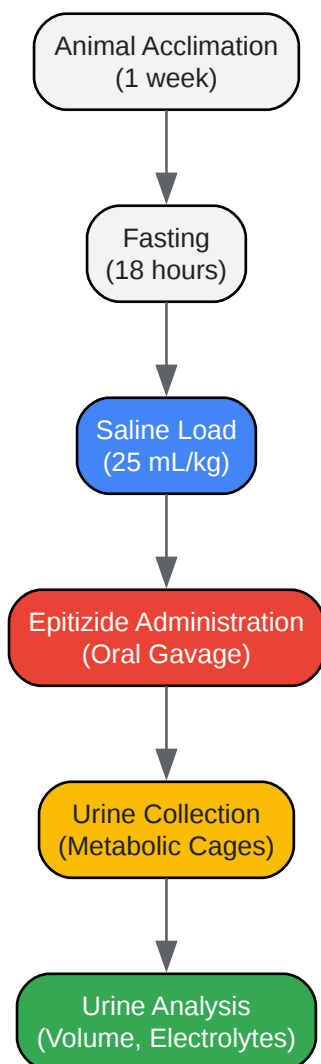 Animal Acclimation
(1 week)
Fasting
(18 hours)
Saline Load
(25 mL/kg)
Epitizide Administration
(Oral Gavage)
Urine Collection
(Metabolic Cages)
Urine Analysis
(Volume, Electrolytes)